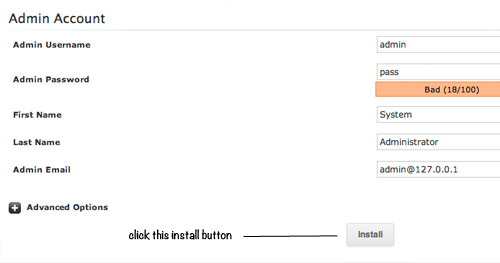 Admin Account
Admin Username admin
Admin Password pass
Bad (18/100)
First Name System
Last Name Administrator
Admin Email admin@127.0.0.1
Advanced Options
click this install button Install